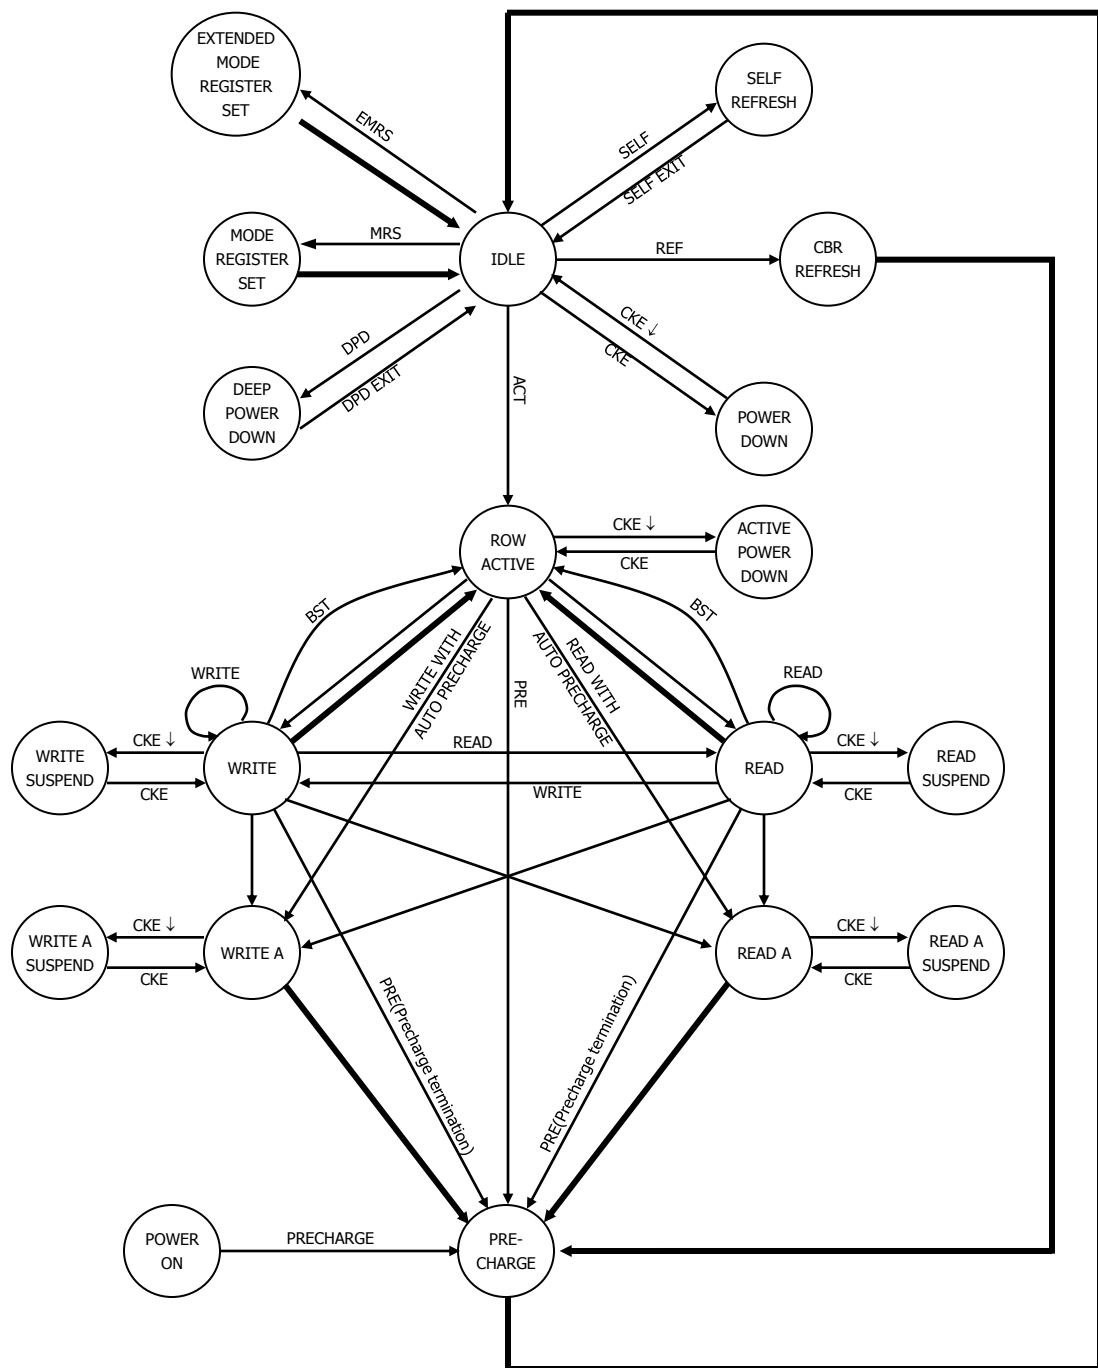 EXTENDED
MODE
REGISTER
SET
SELF
REFRESH
EMRS
SELF
SELF EXIT
MODE
REGISTER
SET
MRS
IDLE
REF
CBR
REFRESH
DPD
DPD EXIT
CKE ↓
CKE
DEEP
POWER
DOWN
ACT
POWER
DOWN
ROW
ACTIVE
CKE ↓
CKE
ACTIVE
POWER
DOWN
BST
BST
WRITE WITH
AUTO PRECHARGE
PRE
READ WITH
AUTO PRECHARGE
WRITE
READ
WRITE
SUSPEND
CKE ↓
CKE
WRITE
READ
WRITE
READ
CKE ↓
CKE
READ
SUSPEND
WRITE A
SUSPEND
CKE ↓
CKE
WRITE A
READ A
CKE ↓
CKE
READ A
SUSPEND
PRE(Precharge termination)
PRE(Precharge termination)
POWER
ON
PRECHARGE
PRE-
CHARGE